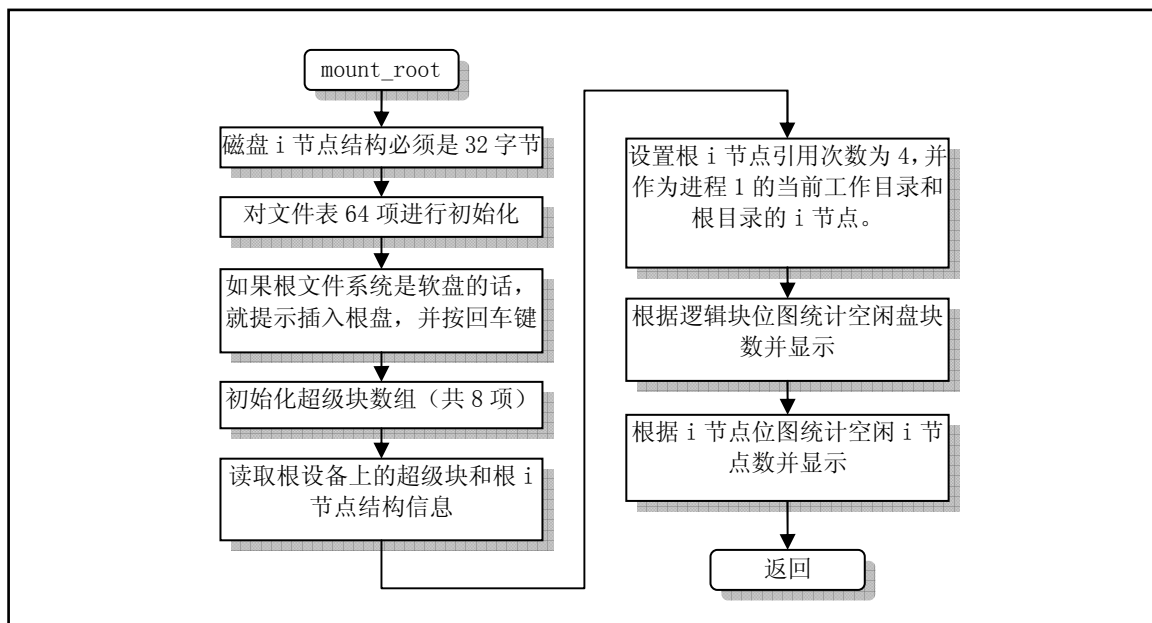 mount_root
磁盘 i 节点结构必须是 32 字节
对文件表 64 项进行初始化
如果根文件系统是软盘的话，
就提示插入根盘，并按回车键
初始化超级块数组（共 8 项）
读取根设备上的超级块和根 i
节点结构信息
设置根 i 节点引用次数为 4，并
作为进程 1 的当前工作目录和
根目录的 i 节点。
根据逻辑块位图统计空闲盘块
数并显示
根据 i 节点位图统计空闲 i 节
点数并显示
返回